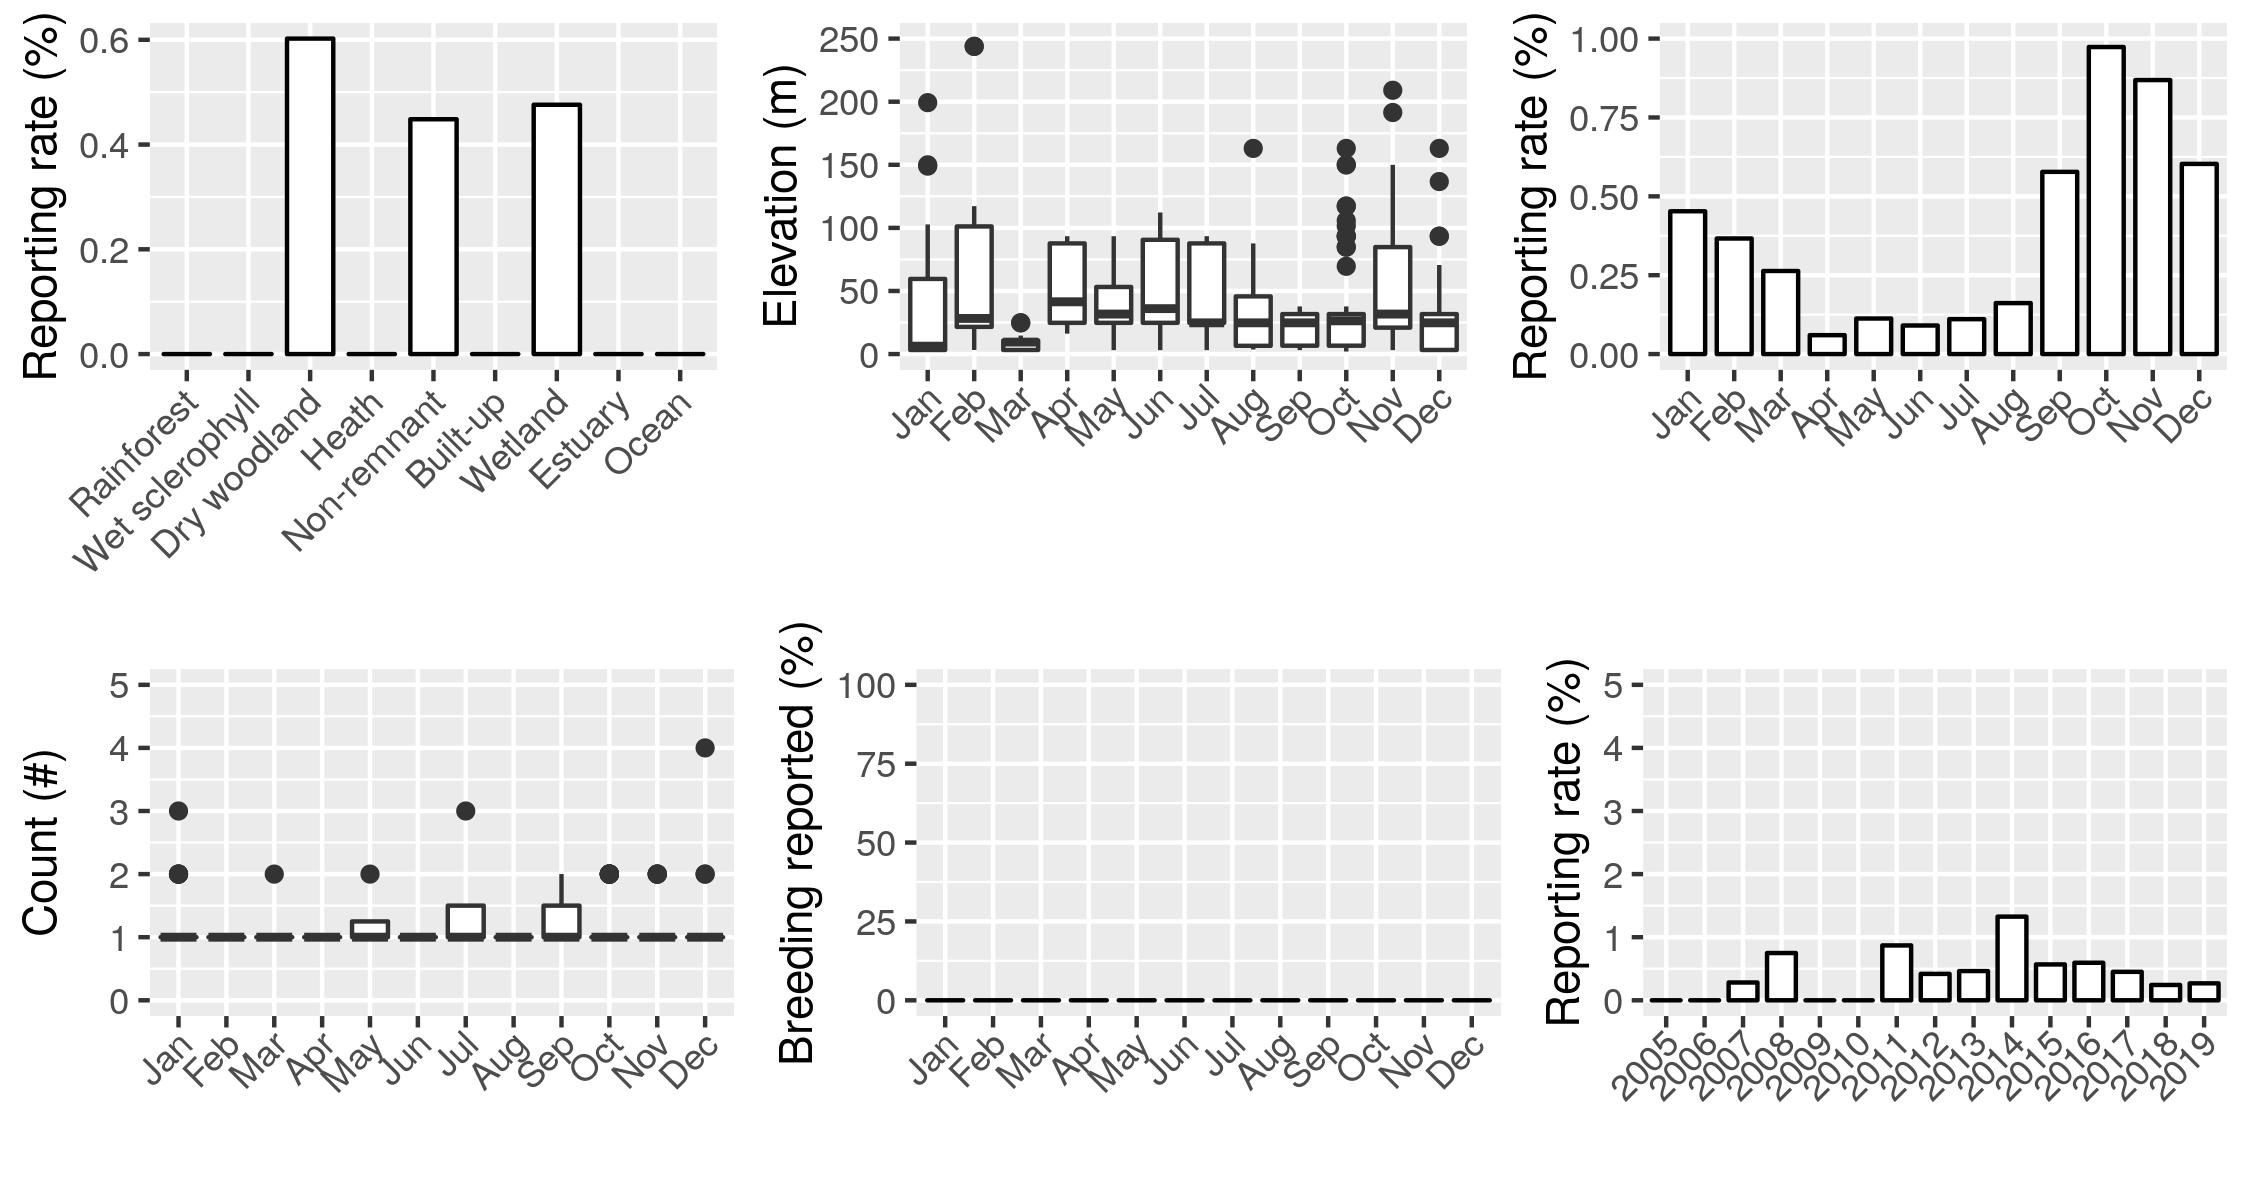 Reporting rate (%)
0.6
0.4
0.2
0.0
Rainforest
Wet sclerophyll
Dry woodland
Heath
Non-remnant
Built-up
Wetland
Estuary
Ocean
Elevation (m)
250
200
150
100
50
0
Jan
Feb
Mar
Apr
May
Jun
Jul
Aug
Sep
Oct
Nov
Dec
Reporting rate (%)
1.00
0.75
0.50
0.25
0.00
Jan
Feb
Mar
Apr
May
Jun
Jul
Aug
Sep
Oct
Nov
Dec
Count (#)
5
4
3
2
1
0
Jan
Feb
Mar
Apr
May
Jun
Jul
Aug
Sep
Oct
Nov
Dec
Breeding reported (%)
100
75
50
25
0
Jan
Feb
Mar
Apr
May
Jun
Jul
Aug
Sep
Oct
Nov
Dec
Reporting rate (%)
5
4
3
2
1
0
2005
2006
2007
2008
2009
2010
2011
2012
2013
2014
2015
2016
2017
2018
2019